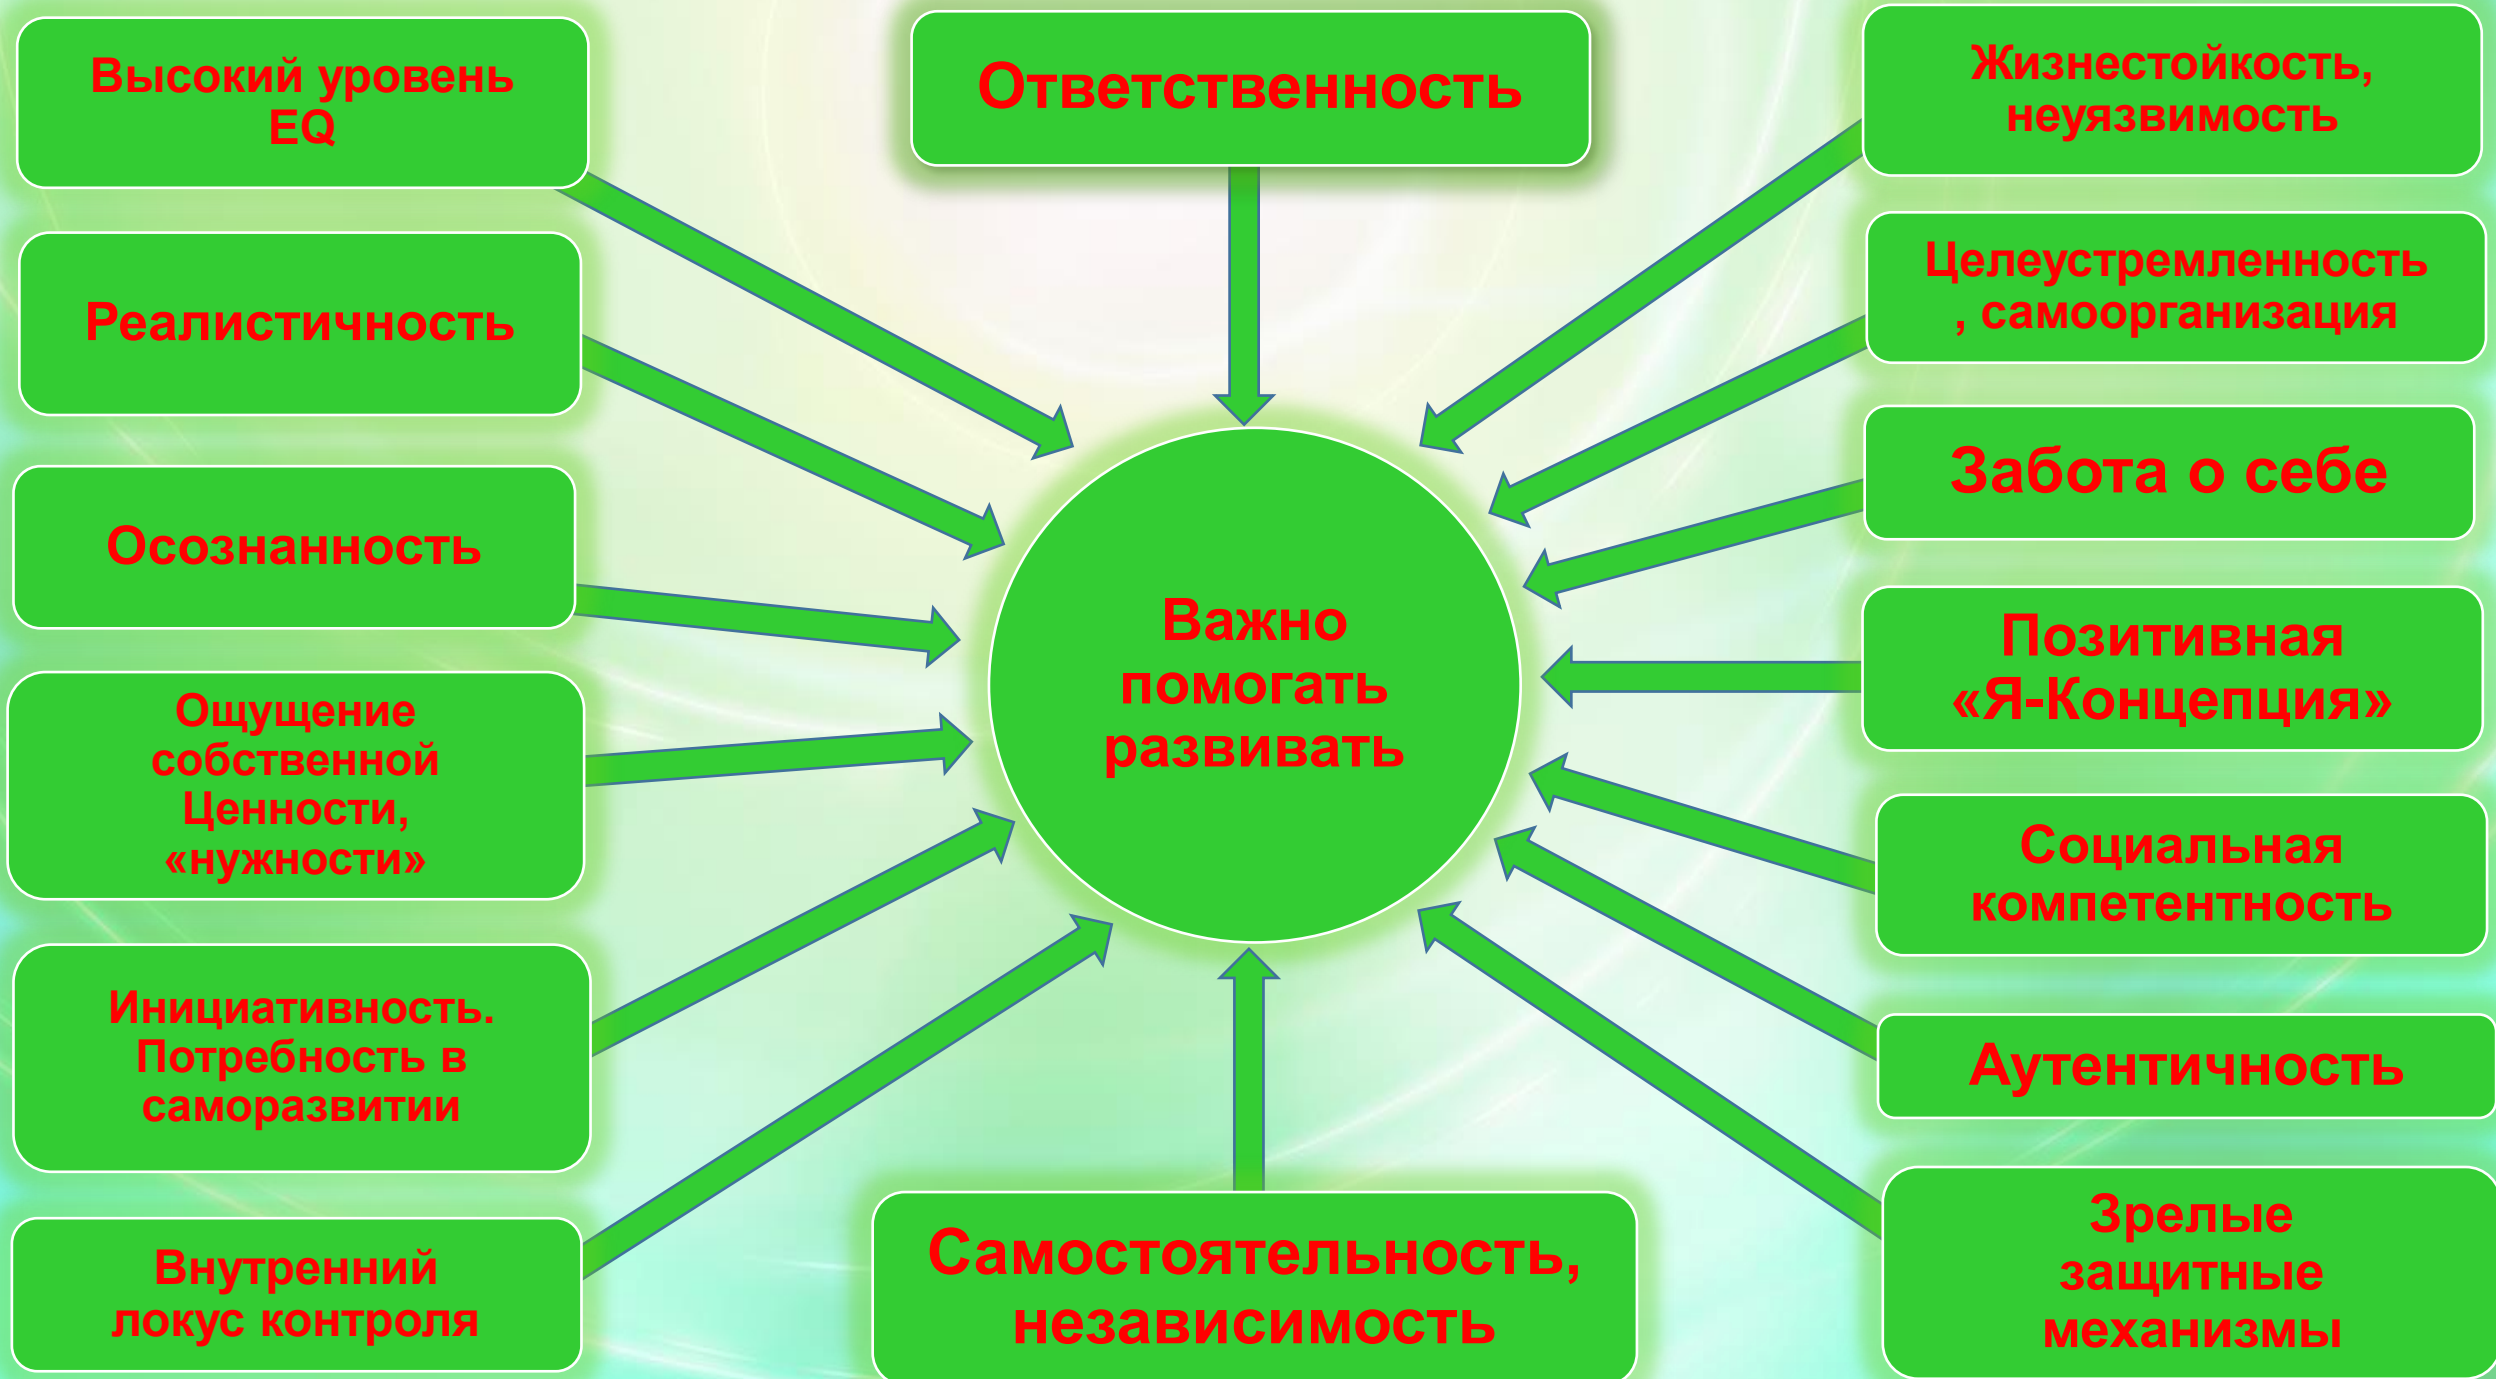 Высокий уровень
EQ
Реалистичность
Осознанность
Ощущение
собственной
Ценности,
«нужности»
Инициативность.
Потребность в
саморазвитии
Внутренний
локус контроля
Ответственность
Важно
помогать
развивать
Самостоятельность,
независимость
Жизнестойкость,
неуязвимость
Целеустремленность
, самоорганизация
Забота о себе
Позитивная
«Я-Концепция»
Социальная
компетентность
Аутентичность
Зрелые
защитные
механизмы